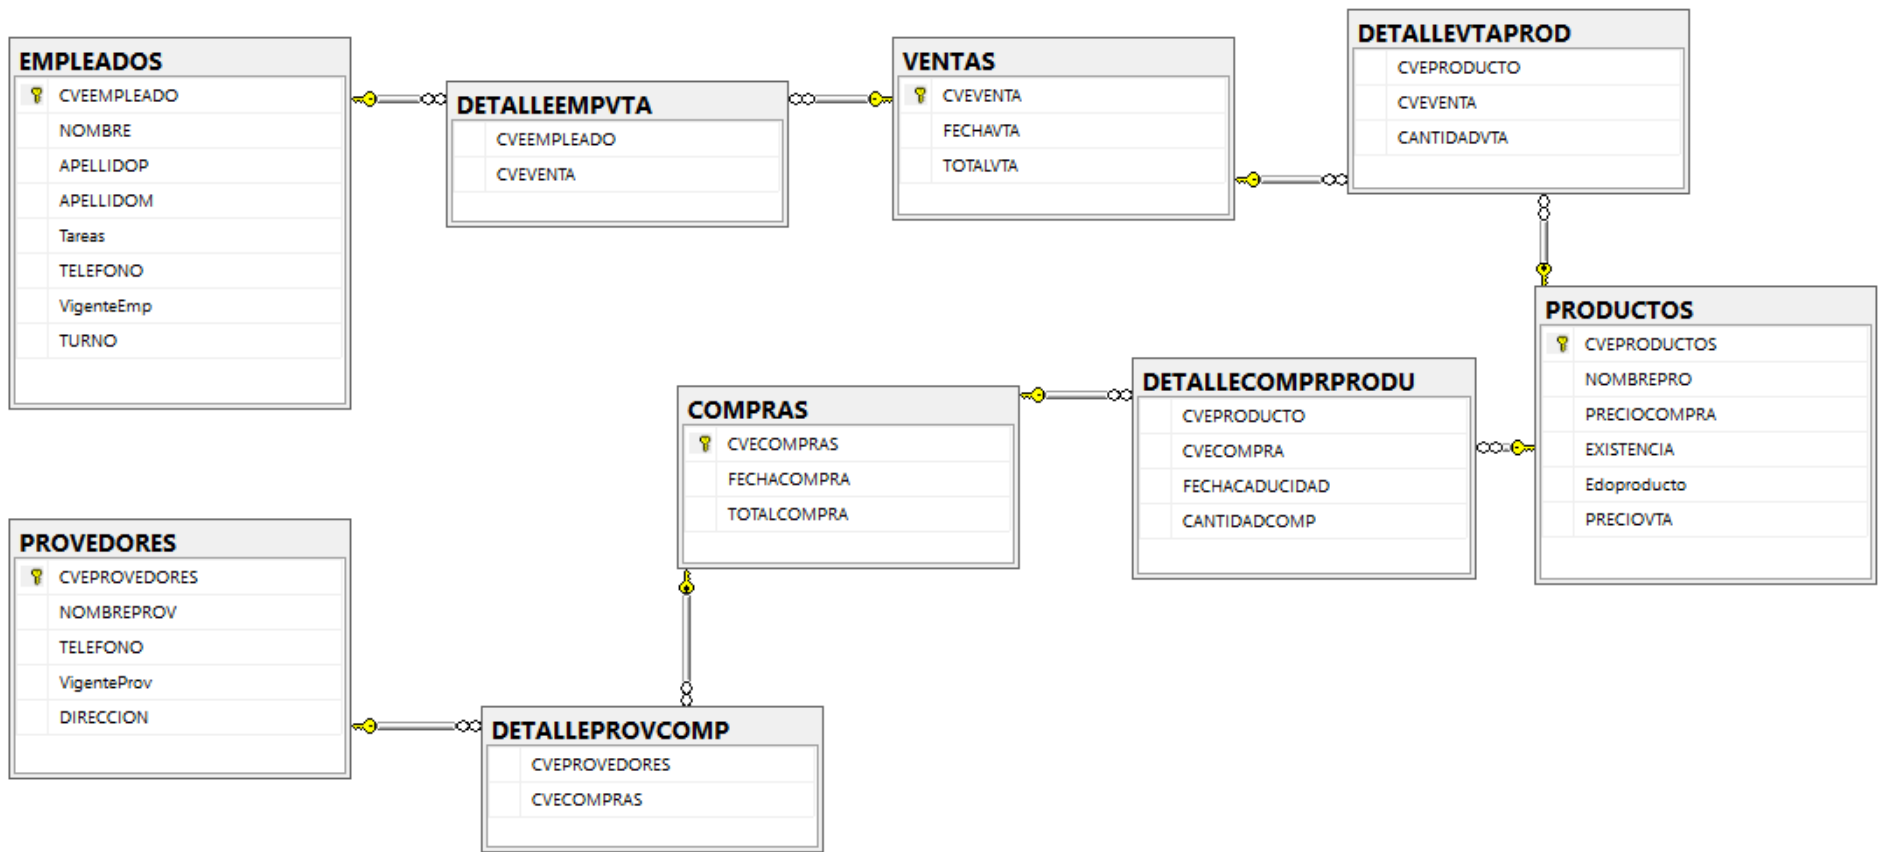 EMPLEADOS
CVEEMPLEADO
NOMBRE
APELLIDOP
APELLIDOM
Tareas
TELEFONO
VigenteEmp
TURNO
DETALLEEMPVTA
CVEEMPLEADO
CVEVENTA
VENTAS
CVEVENTA
FECHAVTA
TOTALVTA
DETALLEVTAPROD
CVEPRODUCTO
CVEVENTA
CANTIDADVTA
PRODUCTOS
CVEPRODUCTOS
NOMBREPRO
PRECIOCOMPRA
EXISTENCIA
Edoproducto
PRECIOVTA
DETALLECOMPRPRODU
CVEPRODUCTO
CVECOMPRA
FECHACADUCIDAD
CANTIDADCOMP
COMPRAS
CVECOMPRAS
FECHACOMPRA
TOTALCOMPRA
PROVEDORES
CVEPROVEDORES
NOMBREPROV
TELEFONO
VigenteProv
DIRECCION
DETALLEPROVCOMP
CVEPROVEDORES
CVECOMPRAS